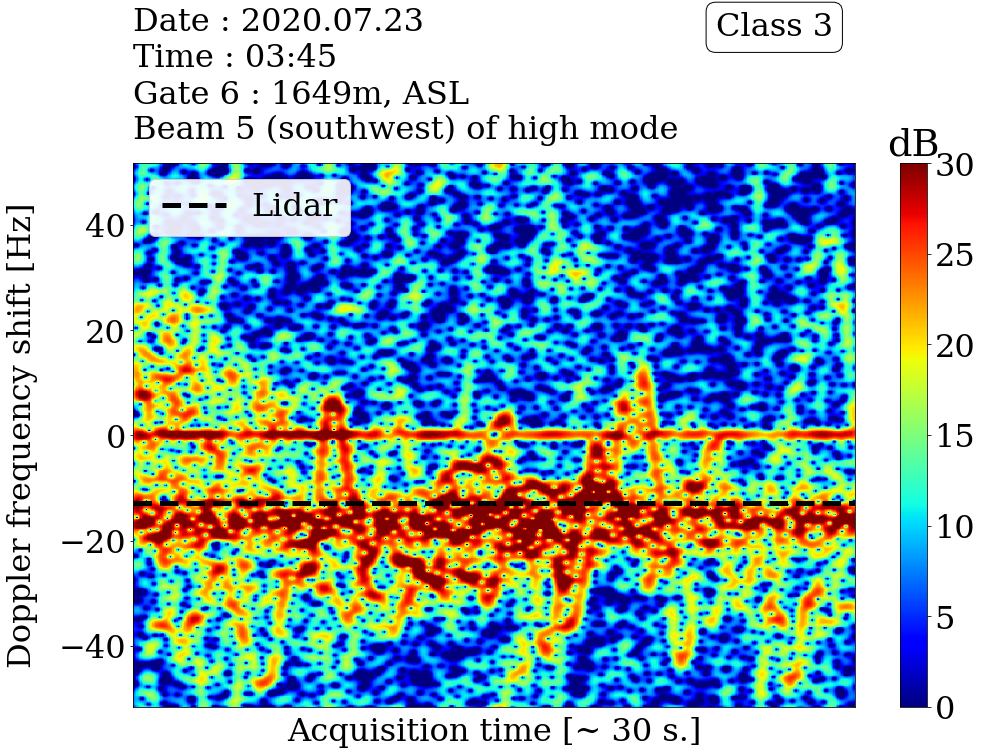 Date : 2020.07.23
Time : 03:45
Gate 6 : 1649m, ASL
Beam 5 (southwest) of high mode
Class 3
dB
Lidar
Doppler frequency shift [Hz]
40
20
0
−20
−40
30
25
20
15
10
5
0
Acquisition time [~ 30 s.]